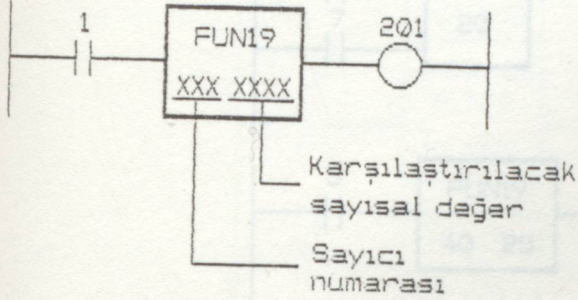 1
FUN19
201
XXX XXXX
Karşılaştırılacak
sayısal değer
Sayıcı
numarası